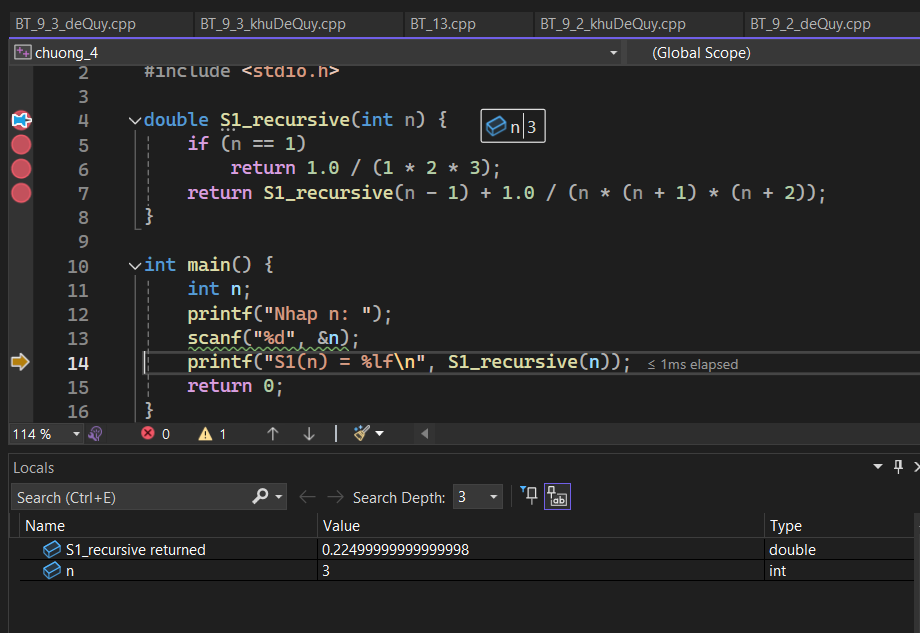 BT_9_3_deQuy.cpp BT_9_3_khuDeQuy.cpp BT_13.cpp BT_9_2_khuDeQuy.cpp BT_9_2_deQuy.cpp
chuong_4 (Global Scope)
2 #include <stdio.h>
3
4 double S1_recursive(int n) { n 3
5 if (n == 1)
6 return 1.0 / (1 * 2 * 3);
7 return S1_recursive(n - 1) + 1.0 / (n * (n + 1) * (n + 2));
8 }
9
10 int main() {
11 int n;
12 printf("Nhap n: ");
13 scanf("%d", &n);
14 printf("S1(n) = %lf\n", S1_recursive(n)); ≤ 1ms elapsed
15 return 0;
16 }
114 % 0 1
Locals
Search (Ctrl+E) Search Depth: 3
Name Value Type
S1_recursive returned 0.22499999999999998 double
n 3 int